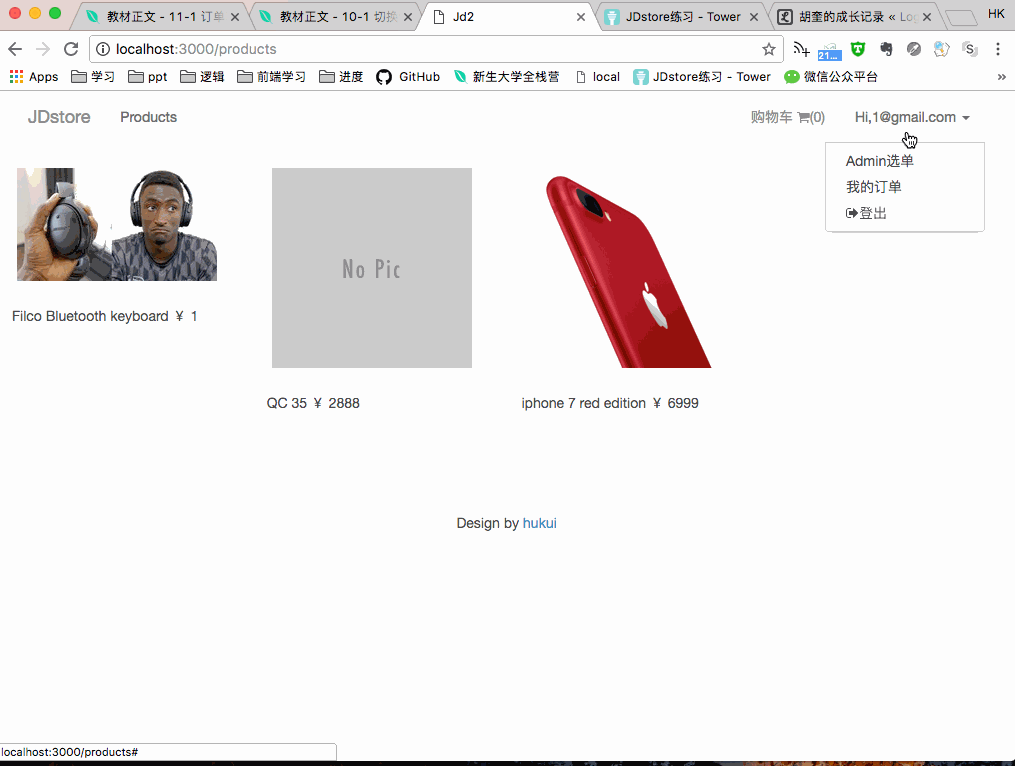 教材正文 - 11-1 订单
教材正文 - 10-1 切换
Jd2
JDstore练习 - Tower
胡奎的成长记录 « Log
HK
localhost:3000/products
21...
Apps 学习 ppt 逻辑 前端学习 进度 GitHub 新生大学全栈营 local JDstore练习 - Tower 微信公众平台 »
JDstore Products 购物车 (0) Hi,1@gmail.com
Admin选单
我的订单
登出
No Pic
Filco Bluetooth keyboard ¥ 1
QC 35 ¥ 2888
iphone 7 red edition ¥ 6999
Design by hukui
localhost:3000/products#